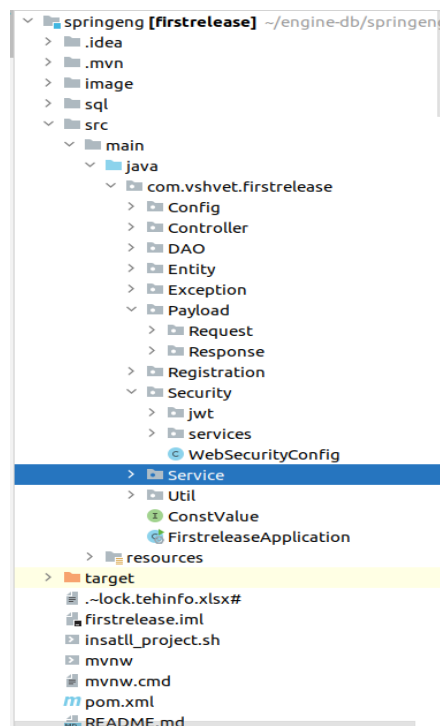 springeng [firstrelease] ~/engine-db/springeng
.idea
.mvn
image
sql
src
main
java
com.vshvet.firstrelease
Config
Controller
DAO
Entity
Exception
Payload
Request
Response
Registration
Security
jwt
services
WebSecurityConfig
Service
Util
ConstValue
FirstreleaseApplication
resources
target
.~lock.tehinfo.xlsx#
firstrelease.iml
insatll_project.sh
mvnw
mvnw.cmd
pom.xml
README.md